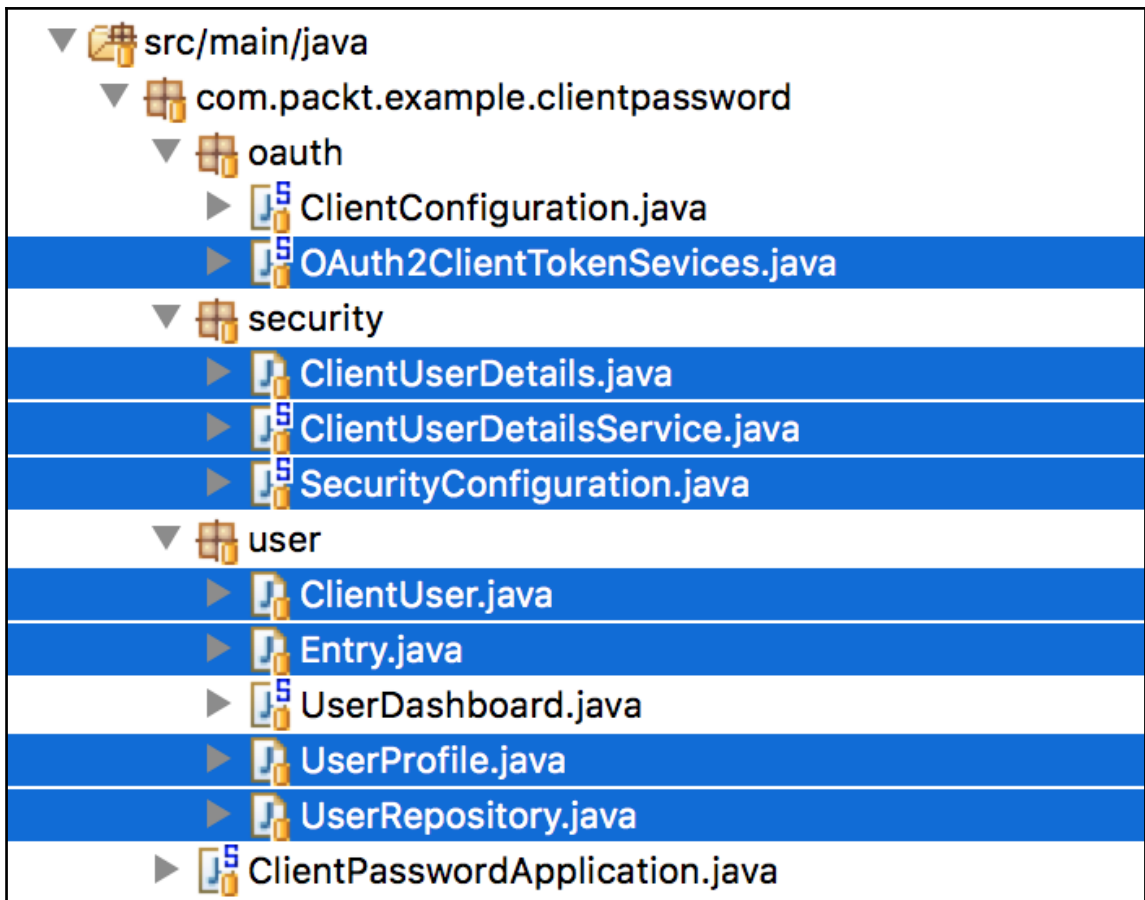 src/main/java
com.packt.example.clientpassword
oauth
ClientConfiguration.java
OAuth2ClientTokenSevices.java
security
ClientUserDetails.java
ClientUserDetailsService.java
SecurityConfiguration.java
user
ClientUser.java
Entry.java
UserDashboard.java
UserProfile.java
UserRepository.java
ClientPasswordApplication.java